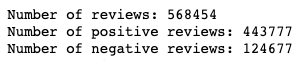 Number of reviews: 568454
Number of positive reviews: 443777
Number of negative reviews: 124677